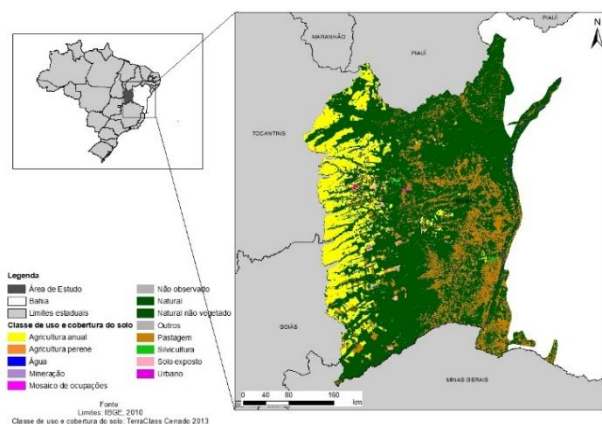 MARANHÃO
PIAUÍ
PIAUÍ
N
TOCANTINS
GOIÁS
MINAS GERAIS
0 40 80 160
km
Legenda
Área de Estudo
Bahia
Limites estaduais
Classe de uso e cobertura do solo
Agricultura anual
Agricultura perene
Água
Mineração
Mosaico de ocupações
Não observado
Natural
Natural não vegetado
Outros
Pastagem
Silvicultura
Solo exposto
Urbano
Fonte
Limites: IBGE, 2010
Classe de uso e cobertura do solo: TerraClass Cerrado 2013